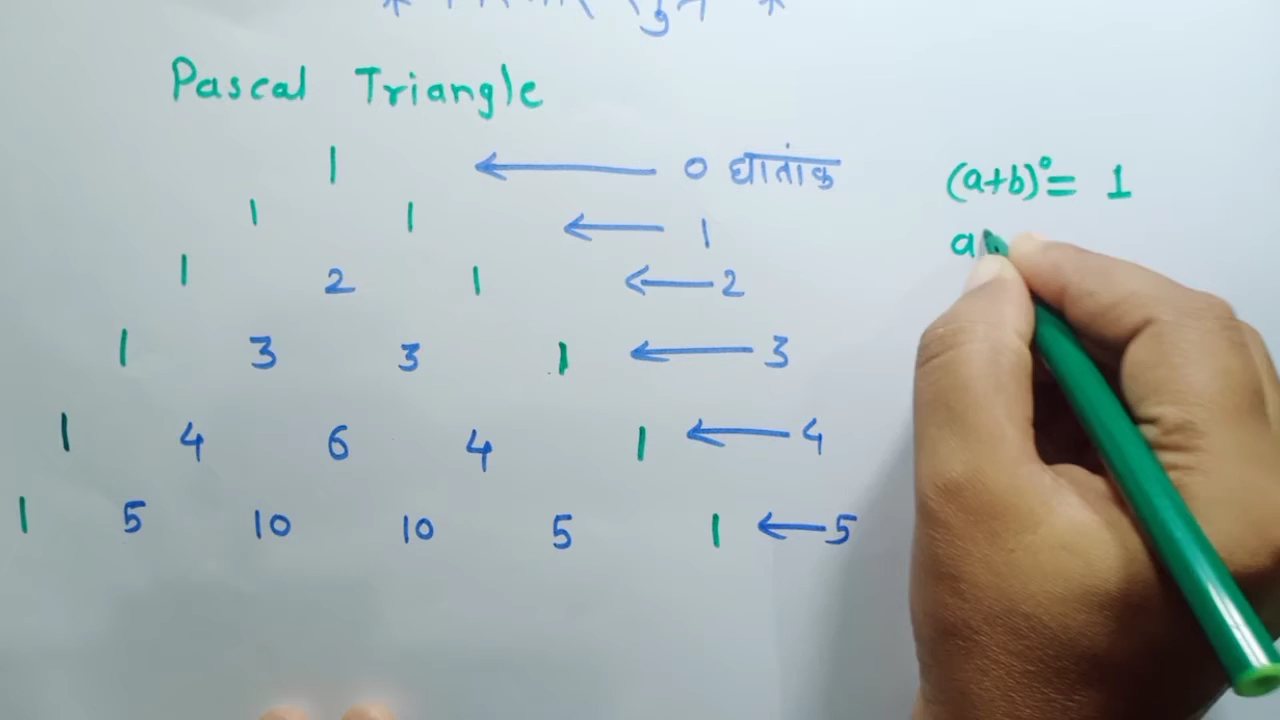 Pascal Triangle
1 ← 0 घातांक
1 1 ← 1
1 2 1 ← 2
1 3 3 1 ← 3
1 4 6 4 1 ← 4
1 5 10 10 5 1 ← 5
(a+b)⁰ = 1
a